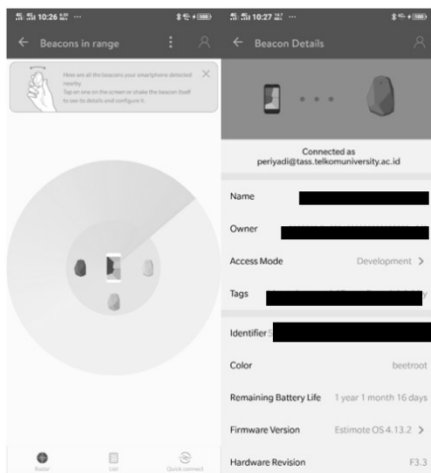 10:26
Beacons in range
Here are all the beacons your smartphone detected
nearby
Tap on one on the screen or shake the beacon itself
to see its details and configure it.
Radar
List
Quick connect
10:27
Beacon Details
Connected as
periyadi@tass.telkomuniversity.ac.id
Name
Owner
Access Mode Development >
Tags
Identifier
Color beetroot
Remaining Battery Life 1 year 1 month 16 days
Firmware Version Estimote OS 4.13.2 >
Hardware Revision F3.3